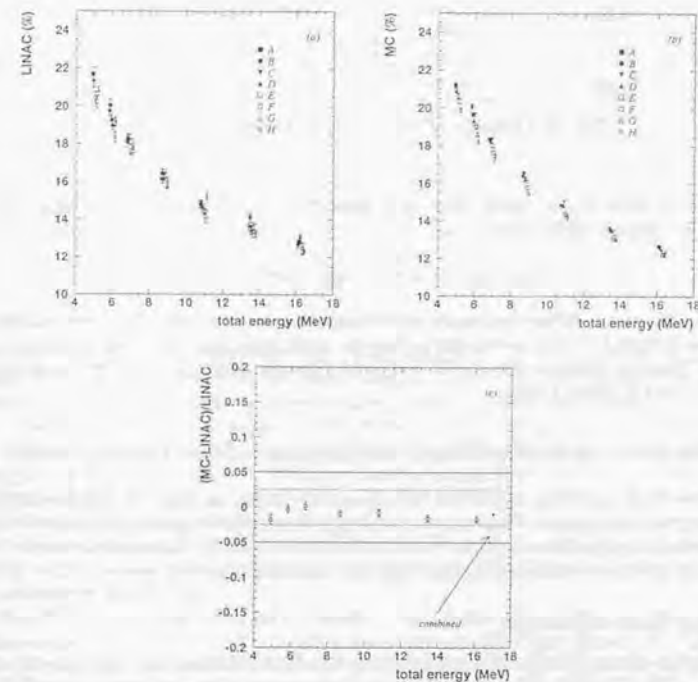 LINAC (%)
24
22
20
18
16
14
12
10
4 6 8 10 12 14 16 18
total energy (MeV)
(a)
A
B
C
D
E
F
G
H
MC (%)
24
22
20
18
16
14
12
10
4 6 8 10 12 14 16 18
total energy (MeV)
(b)
A
B
C
D
E
F
G
H
(MC-LINAC)/LINAC
0.2
0.15
0.1
0.05
0
-0.05
-0.1
-0.15
-0.2
4 6 8 10 12 14 16 18
total energy (MeV)
(c)
combined